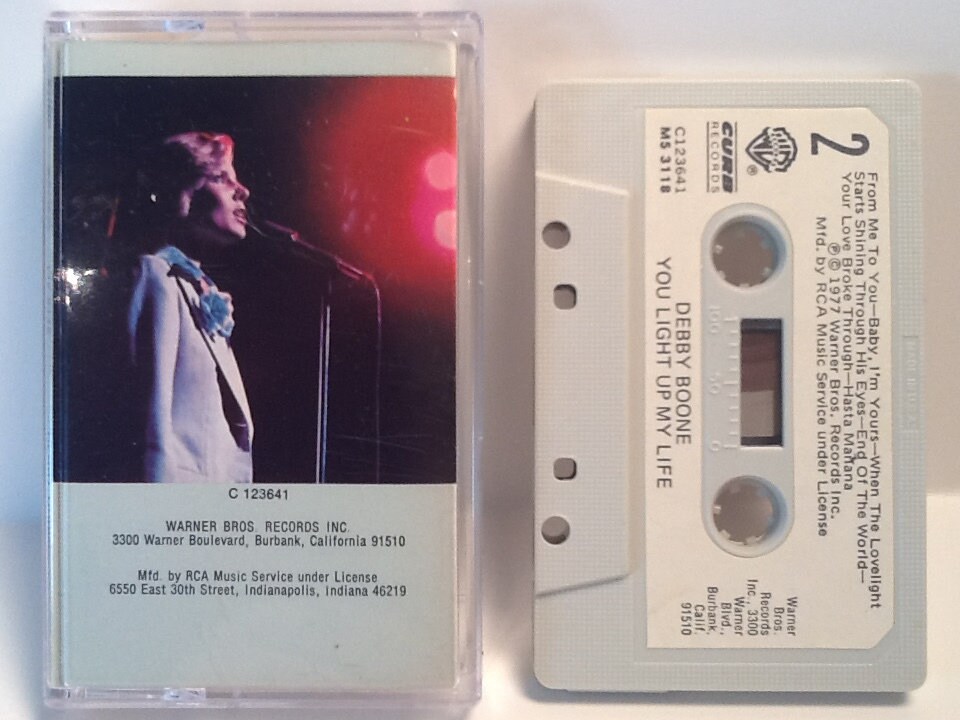 C 123641
WARNER BROS. RECORDS INC.
3300 Warner Boulevard, Burbank, California 91510
Mfd. by RCA Music Service under License
6550 East 30th Street, Indianapolis, Indiana 46219
2
From Me To You—Baby, I'm Yours—When The Lovelight
Starts Shining Through His Eyes—End Of The World—
Your Love Broke Through—Hasta Mañana
℗©1977 Warner Bros. Records Inc.
Mfd. by RCA Music Service under License
®
CURB
RECORDS
C123641
MS 3118
DEBBY BOONE
YOU LIGHT UP MY LIFE
Warner
Bros.
Records
Inc., 3300
Warner
Blvd.,
Burbank,
Calif.
91510
100 50 0